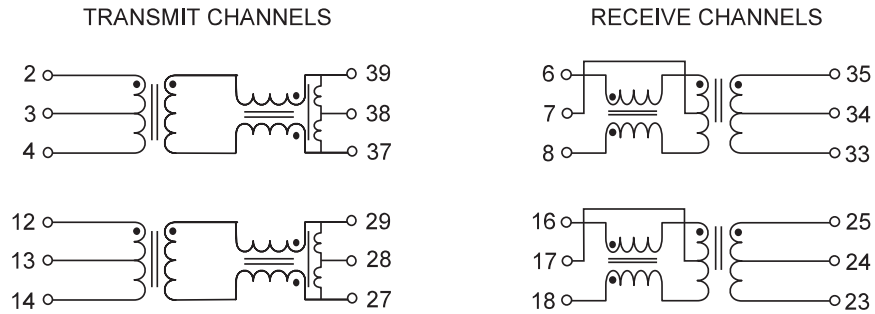 TRANSMIT CHANNELS RECEIVE CHANNELS
2 39 6 35
3 38 7 34
4 37 8 33
12 29 16 25
13 28 17 24
14 27 18 23